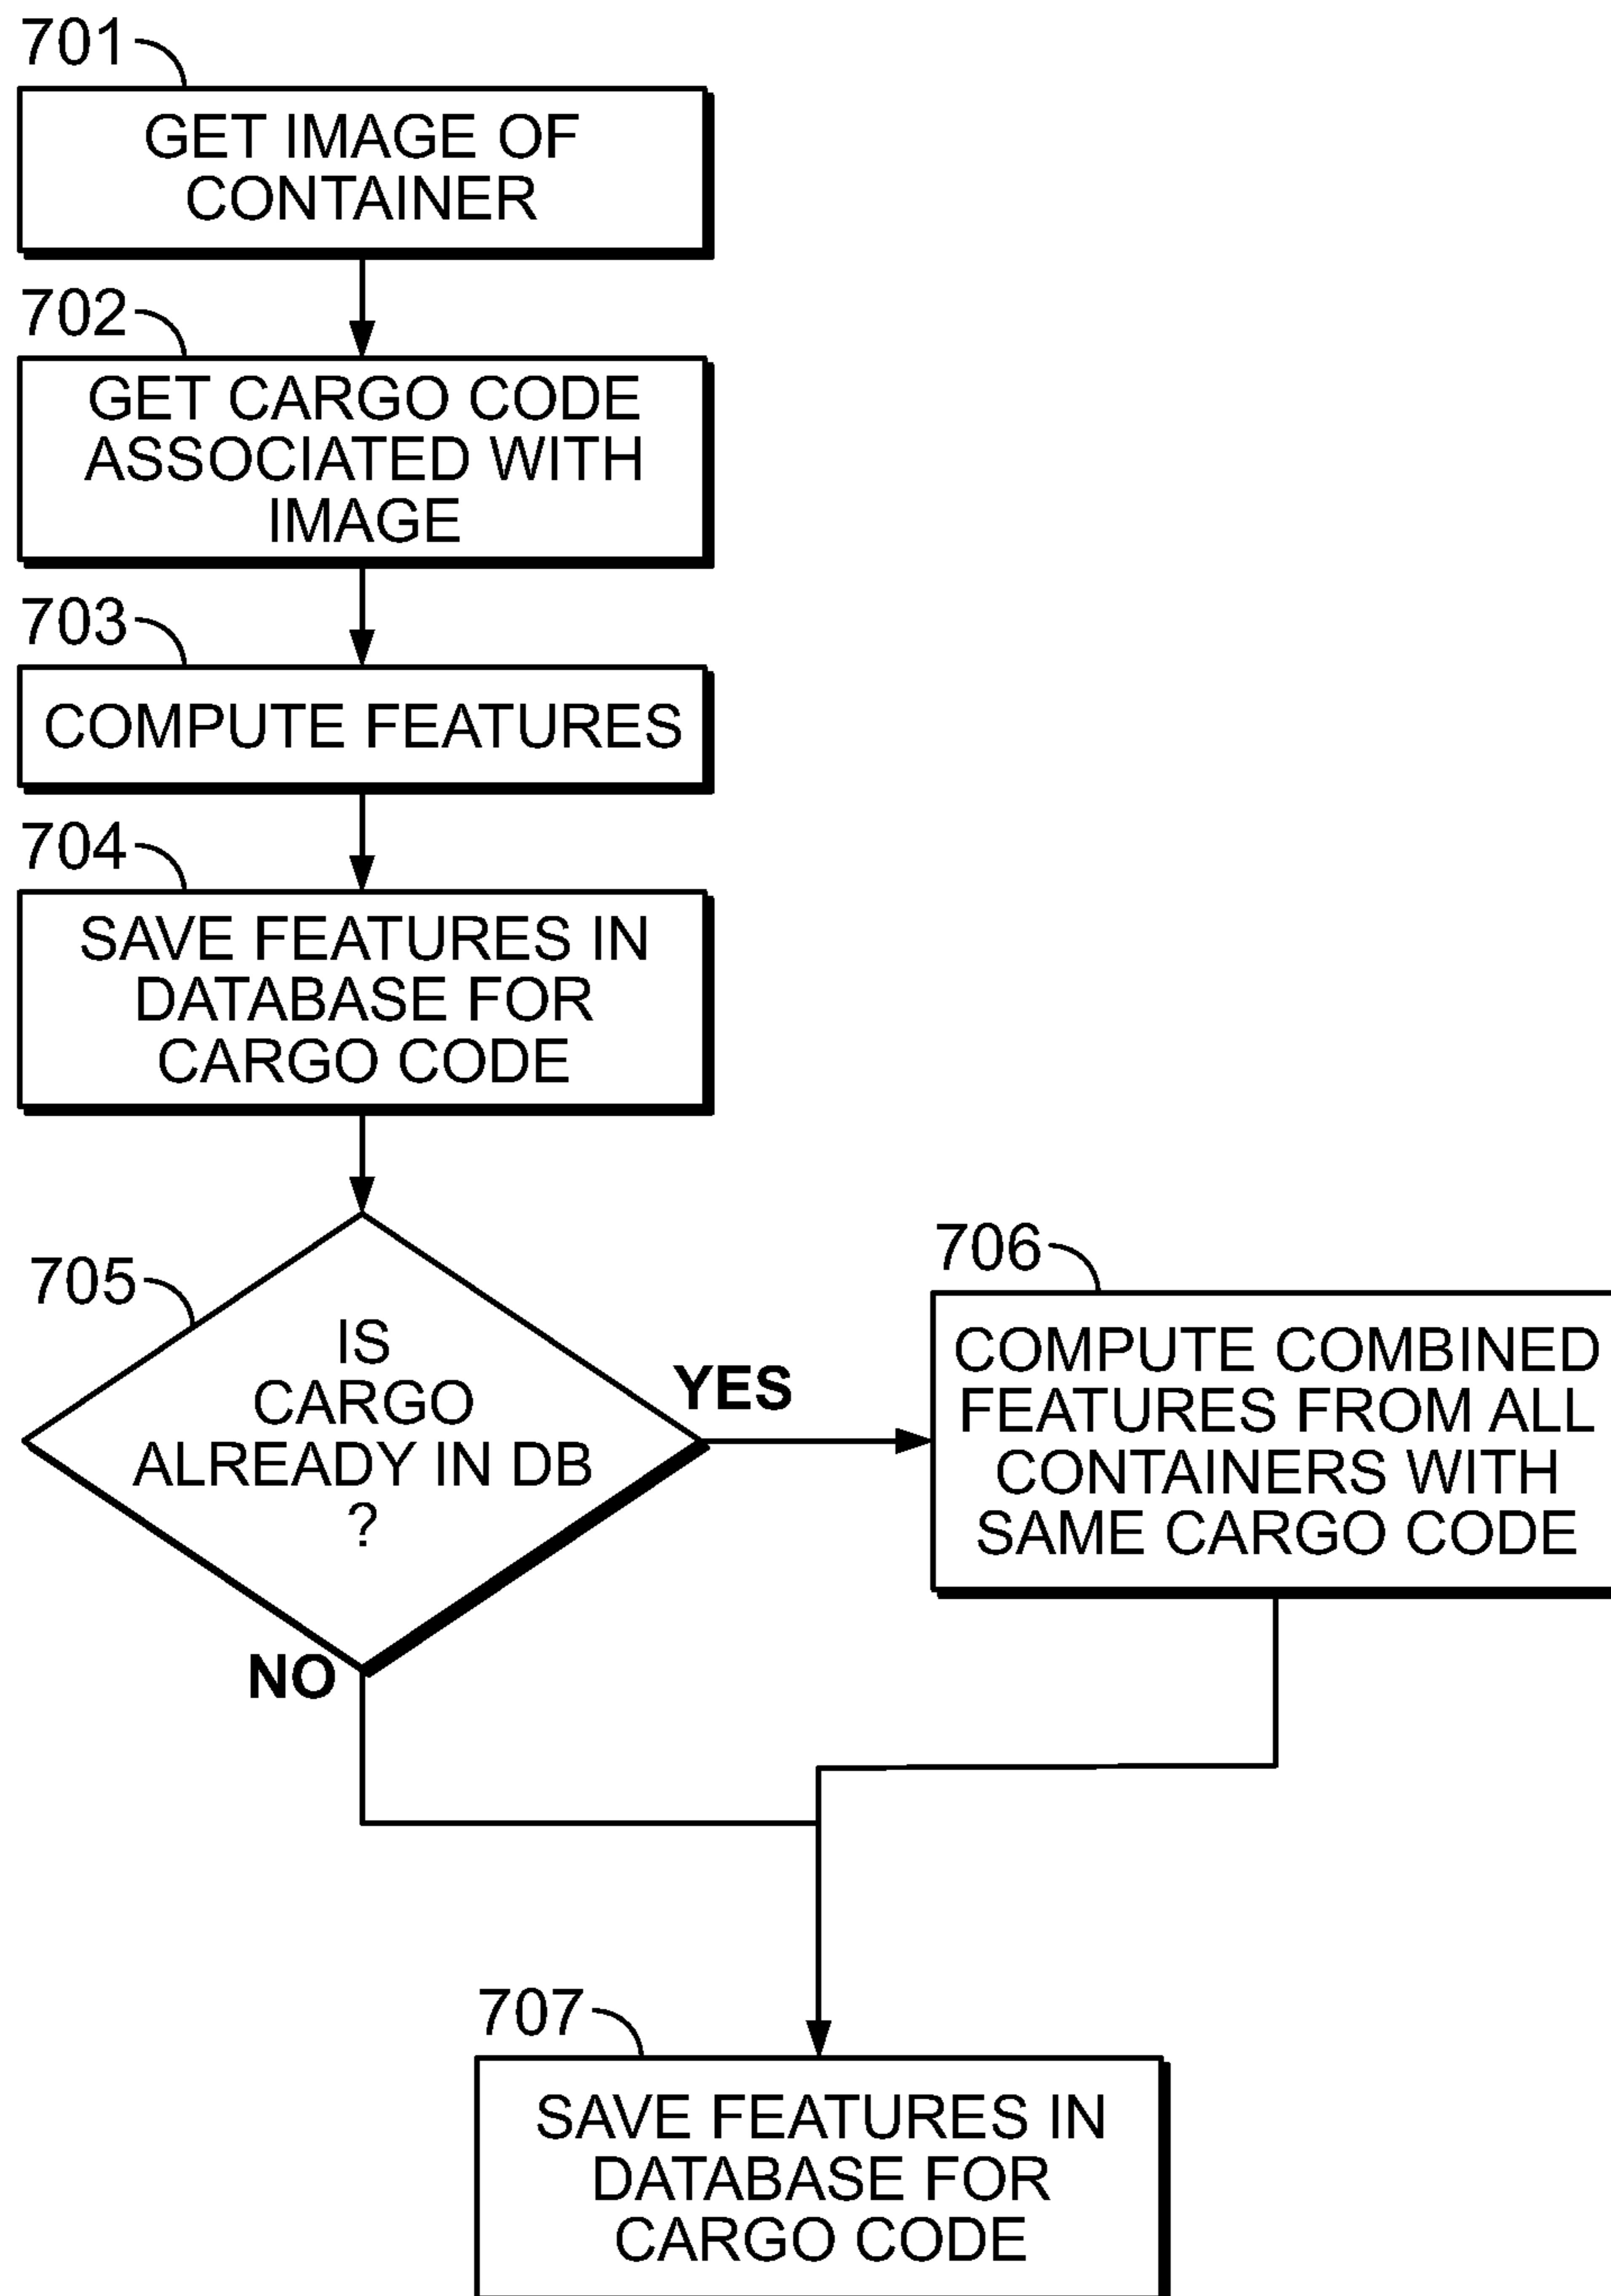 701
GET IMAGE OF
CONTAINER
702
GET CARGO CODE
ASSOCIATED WITH
IMAGE
703
COMPUTE FEATURES
704
SAVE FEATURES IN
DATABASE FOR
CARGO CODE
705
IS
CARGO
ALREADY IN DB
?
YES
NO
706
COMPUTE COMBINED
FEATURES FROM ALL
CONTAINERS WITH
SAME CARGO CODE
707
SAVE FEATURES IN
DATABASE FOR
CARGO CODE